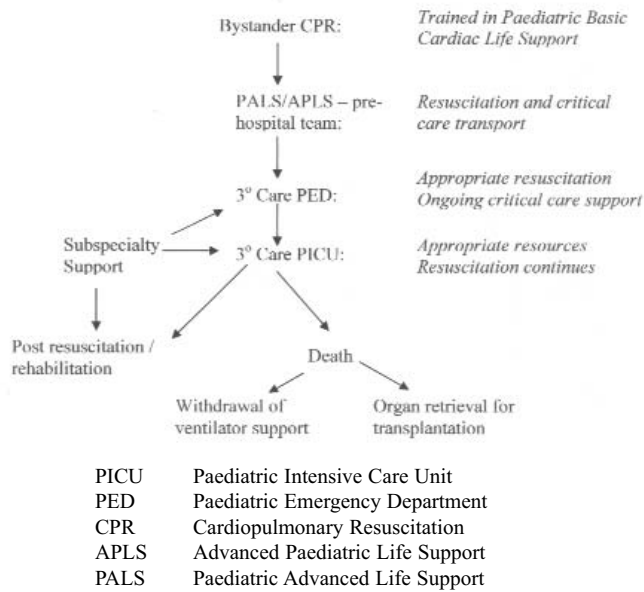 Bystander CPR:
Trained in Paediatric Basic
Cardiac Life Support
PALS/APLS – pre-
hospital team:
Resuscitation and critical
care transport
3° Care PED:
Appropriate resuscitation
Ongoing critical care support
Subspecialty
Support
3° Care PICU:
Appropriate resources
Resuscitation continues
Post resuscitation /
rehabilitation
Death
Withdrawal of
ventilator support
Organ retrieval for
transplantation
PICU Paediatric Intensive Care Unit
PED Paediatric Emergency Department
CPR Cardiopulmonary Resuscitation
APLS Advanced Paediatric Life Support
PALS Paediatric Advanced Life Support